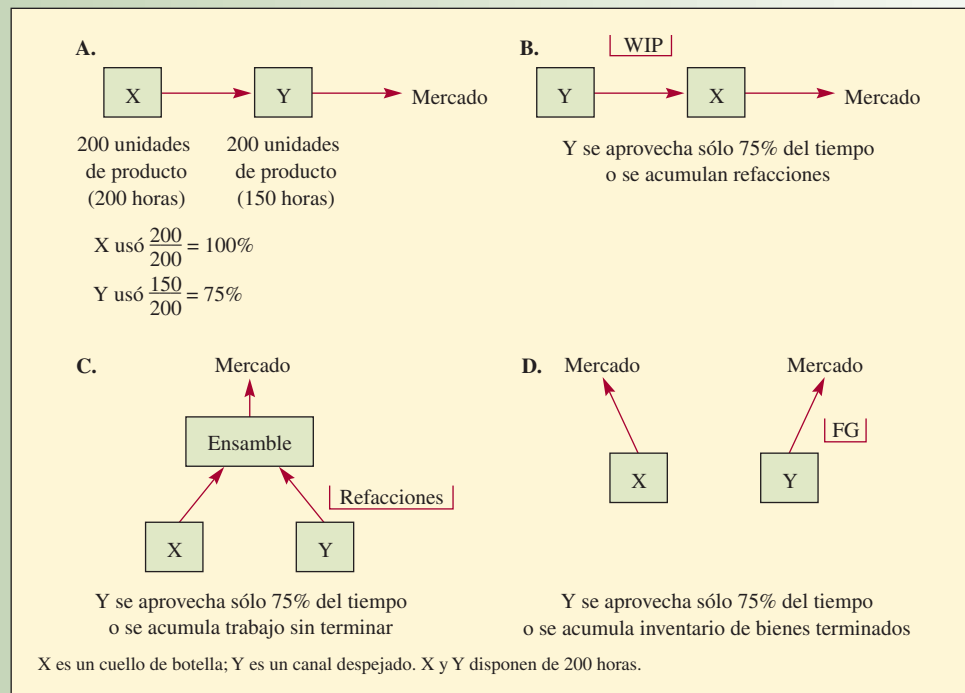 A.
X
Y
Mercado
200 unidades
de producto
(200 horas)
200 unidades
de producto
(150 horas)
X usó 200/200 = 100%
Y usó 150/200 = 75%
B.
WIP
Y
X
Mercado
Y se aprovecha sólo 75% del tiempo
o se acumulan refacciones
C.
Mercado
Ensamble
Refacciones
X
Y
Y se aprovecha sólo 75% del tiempo
o se acumula trabajo sin terminar
D.
Mercado
Mercado
FG
X
Y
Y se aprovecha sólo 75% del tiempo
o se acumula inventario de bienes terminados
X es un cuello de botella; Y es un canal despejado. X y Y disponen de 200 horas.